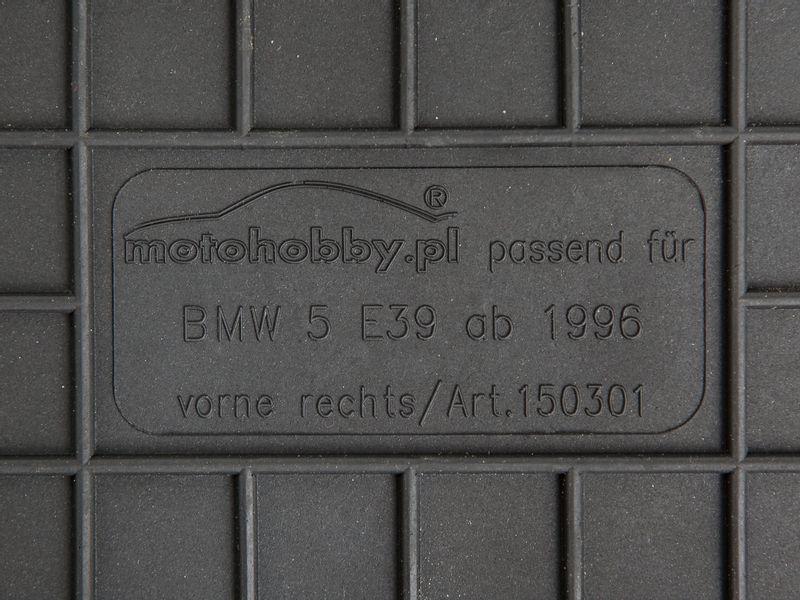 motohobby.pl® passend für
BMW 5 E39 ab 1996
vorne rechts/Art.150301